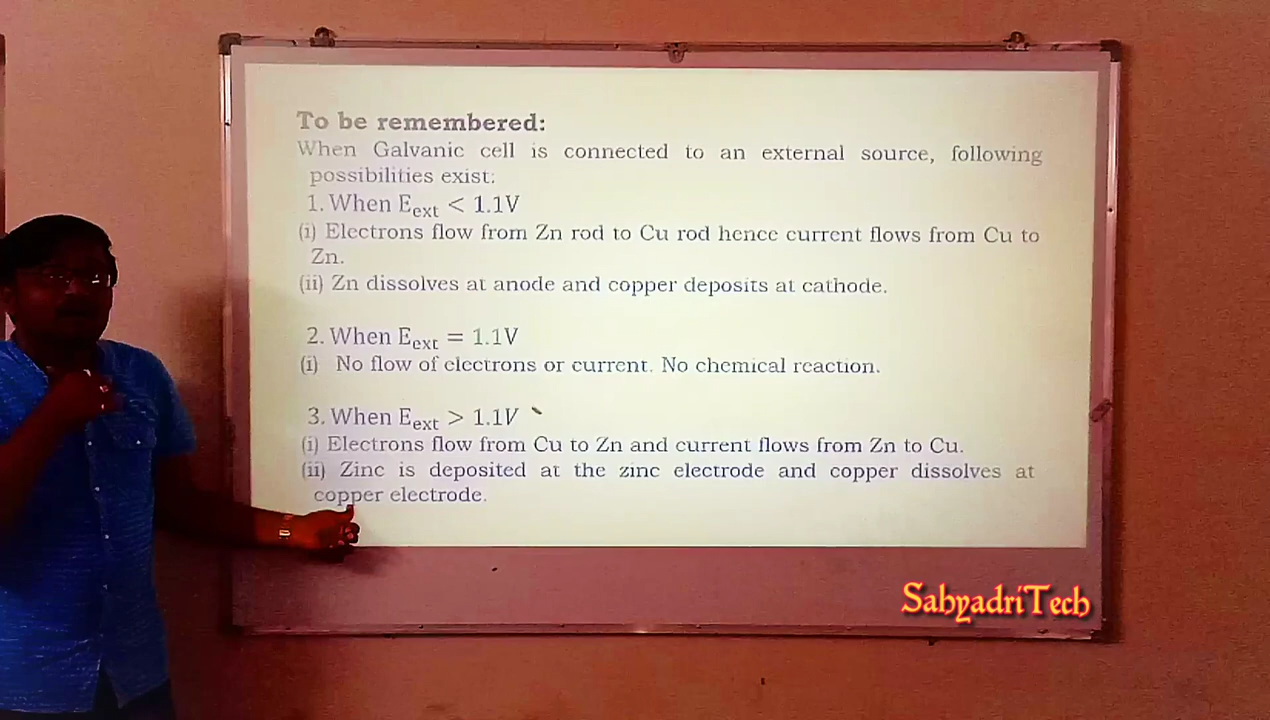 To be remembered:
When Galvanic cell is connected to an external source, following
possibilities exist:
1. When Eext < 1.1V
(i) Electrons flow from Zn rod to Cu rod hence current flows from Cu to
Zn.
(ii) Zn dissolves at anode and copper deposits at cathode.
2. When Eext = 1.1V
(i) No flow of electrons or current. No chemical reaction.
3. When Eext > 1.1V
(i) Electrons flow from Cu to Zn and current flows from Zn to Cu.
(ii) Zinc is deposited at the zinc electrode and copper dissolves at
copper electrode.
SahyadriTech